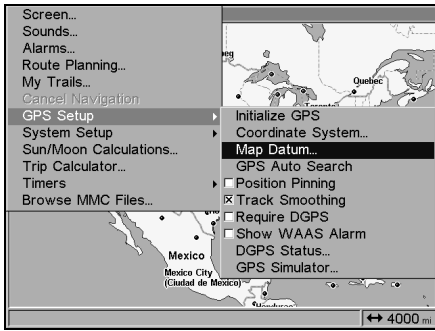 Screen...
Sounds...
Alarms...
Route Planning...
My Trails...
Cancel Navigation
GPS Setup
System Setup
Sun/Moon Calculations...
Trip Calculator...
Timers
Browse MMC Files...
Initialize GPS
Coordinate System...
Map Datum...
GPS Auto Search
Position Pinning
Track Smoothing
Require DGPS
Show WAAS Alarm
DGPS Status...
GPS Simulator...
Quebec
Mexico
Mexico City
(Ciudad de Mexico)
4000 mi